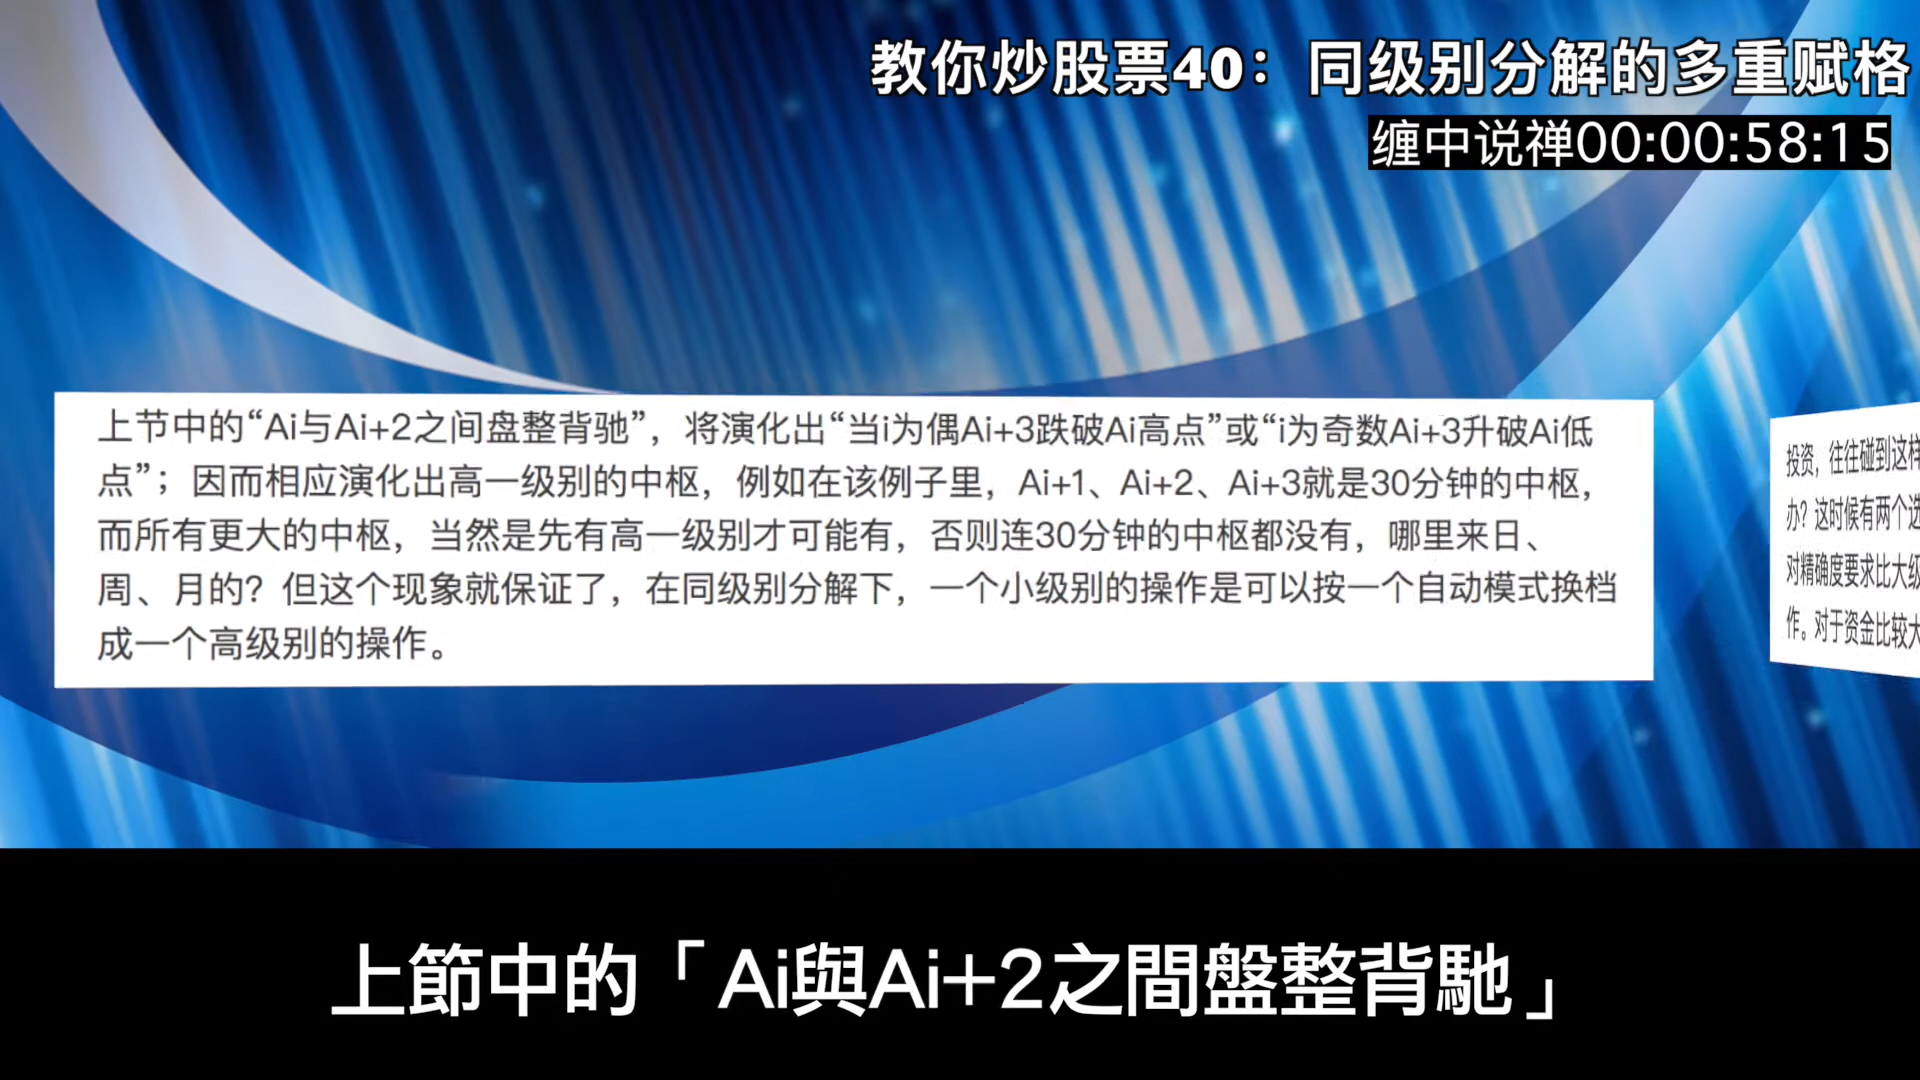 教你炒股票40：同级别分解的多重赋格
缠中说禅00:00:58:15
上节中的“Ai与Ai+2之间盘整背驰”，将演化出“当i为偶Ai+3跌破Ai高点”或“i为奇数Ai+3升破Ai低
点”；因而相应演化出高一级别的中枢，例如在该例子里，Ai+1、Ai+2、Ai+3就是30分钟的中枢，
而所有更大的中枢，当然是先有高一级别才可能有，否则连30分钟的中枢都没有，哪里来日、
周、月的？但这个现象就保证了，在同级别分解下，一个小级别的操作是可以按一个自动模式换档
成一个高级别的操作。
投资，往往碰到这样
办？这时候有两个选
对精确度要求比大级
作。对于资金比较大
上節中的「Ai與Ai+2之間盤整背馳」